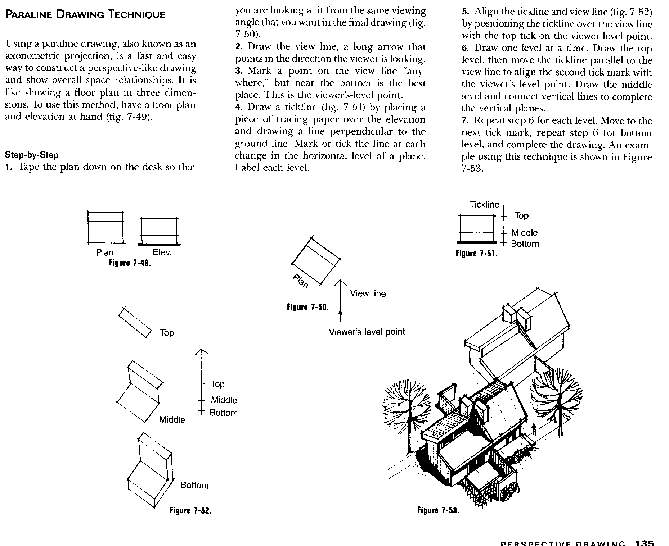 PARALINE DRAWING TECHNIQUE
Using a paraline drawing, also known as an
axonometric projection, is a fast and easy
way to construct a perspective-like drawing
and show overall space relationships. It is
like showing a floor plan in three dimen-
sions. To use this method, have a floor plan
and elevation at hand (fig. 7-49).
Step-by-Step
1. Tape the plan down on the desk so that
you are looking at it from the same viewing
angle that you want in the final drawing (fig.
7-50).
2. Draw the view line, a long arrow that
points in the direction the viewer is looking.
3. Mark a point on the view line "any-
where," but near the bottom is the best
place. This is the viewer's-level point.
4. Draw a tickline (fig. 7-51) by placing a
piece of tracing paper over the elevation
and drawing a line perpendicular to the
ground line. Mark or tick the line at each
change in the horizontal level of a plane.
Label each level.
5. Align the tickline and view line (fig. 7-52)
by positioning the tickline over the view line
with the top tick on the viewer level point.
6. Draw one level at a time. Draw the top
level, then move the tickline parallel to the
view line to align the second tick mark with
the viewer's level point. Draw the middle
level and connect vertical lines to complete
the vertical planes.
7. Repeat step 6 for each level. Move to the
next tick mark, repeat step 6 for bottom
level, and complete the drawing. An exam-
ple using this technique is shown in Figure
7-53.
Plan
Elev.
Figure 7-49.
Plan
View line
Figure 7-50.
Viewer's level point
Tickline
Top
Middle
Bottom
Figure 7-51.
Top
Top
Middle
Bottom
Middle
Bottom
Figure 7-52.
Figure 7-53.
PERSPECTIVE DRAWING 135